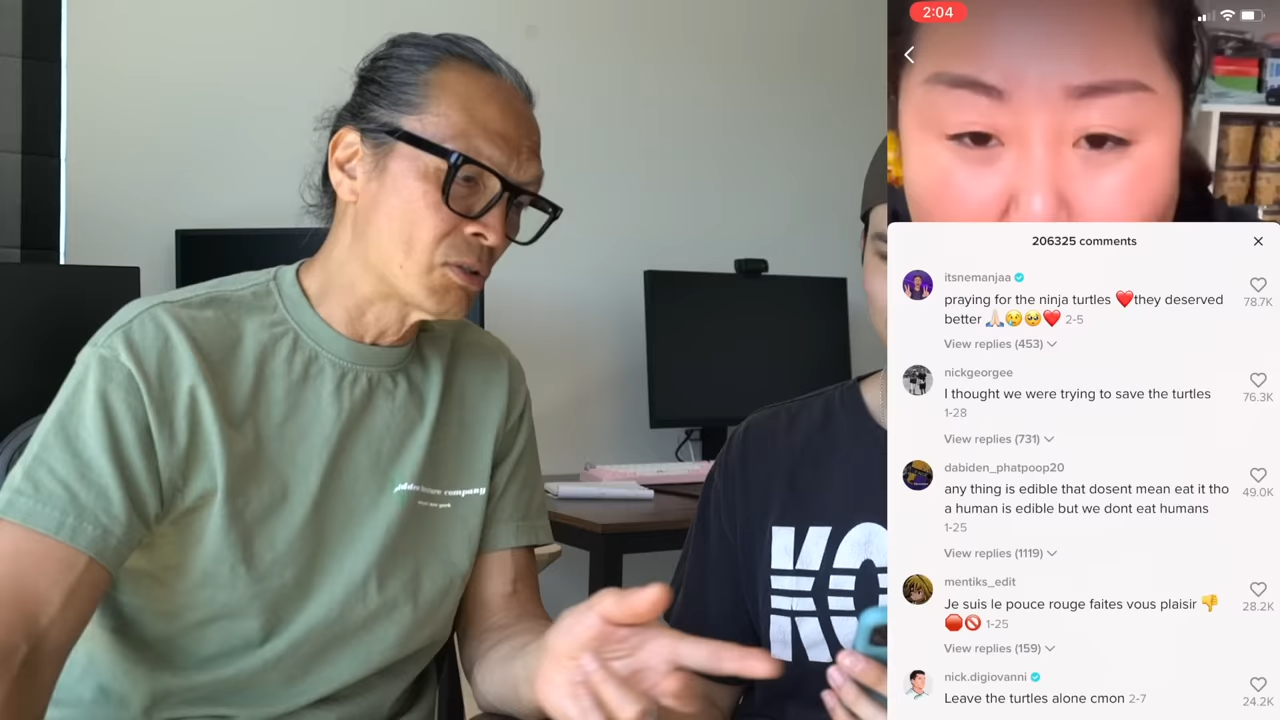 2:04
206325 comments
itsnemanjaa
praying for the ninja turtles ❤️they deserved
better 🙏🏻😢🥺❤️ 2-5
78.7K
View replies (453)
nickgeorgee
I thought we were trying to save the turtles
1-28
76.3K
View replies (731)
dabiden_phatpoop20
any thing is edible that dosent mean eat it tho
a human is edible but we dont eat humans
1-25
49.0K
View replies (1119)
mentiks_edit
Je suis le pouce rouge faites vous plaisir 👎
🛑🚫 1-25
28.2K
View replies (159)
nick.digiovanni
Leave the turtles alone cmon 2-7
24.2K
company
KO